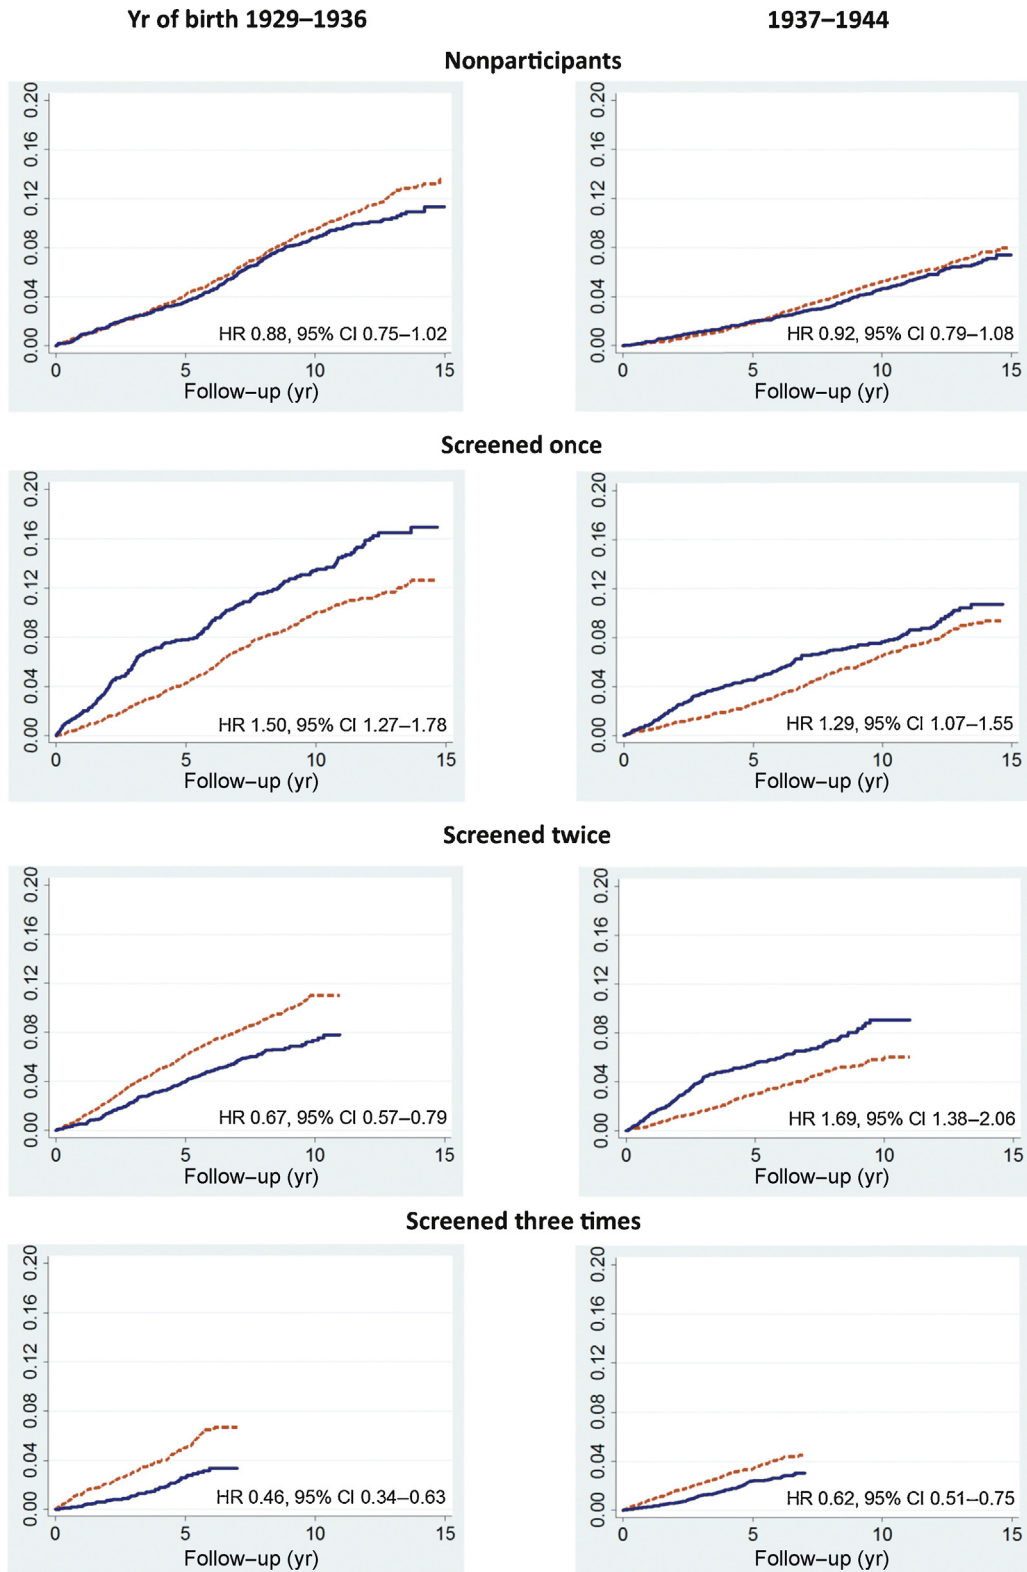 Yr of birth 1929–1936
1937–1944
Nonparticipants
0.20
0.16
0.12
0.08
0.04
0.00
HR 0.88, 95% CI 0.75–1.02
0 5 10 15
Follow–up (yr)
0.20
0.16
0.12
0.08
0.04
0.00
HR 0.92, 95% CI 0.79–1.08
0 5 10 15
Follow–up (yr)
Screened once
0.20
0.16
0.12
0.08
0.04
0.00
HR 1.50, 95% CI 1.27–1.78
0 5 10 15
Follow–up (yr)
0.20
0.16
0.12
0.08
0.04
0.00
HR 1.29, 95% CI 1.07–1.55
0 5 10 15
Follow–up (yr)
Screened twice
0.20
0.16
0.12
0.08
0.04
0.00
HR 0.67, 95% CI 0.57–0.79
0 5 10 15
Follow–up (yr)
0.20
0.16
0.12
0.08
0.04
0.00
HR 1.69, 95% CI 1.38–2.06
0 5 10 15
Follow–up (yr)
Screened three times
0.20
0.16
0.12
0.08
0.04
0.00
HR 0.46, 95% CI 0.34–0.63
0 5 10 15
Follow–up (yr)
0.20
0.16
0.12
0.08
0.04
0.00
HR 0.62, 95% CI 0.51–0.75
0 5 10 15
Follow–up (yr)